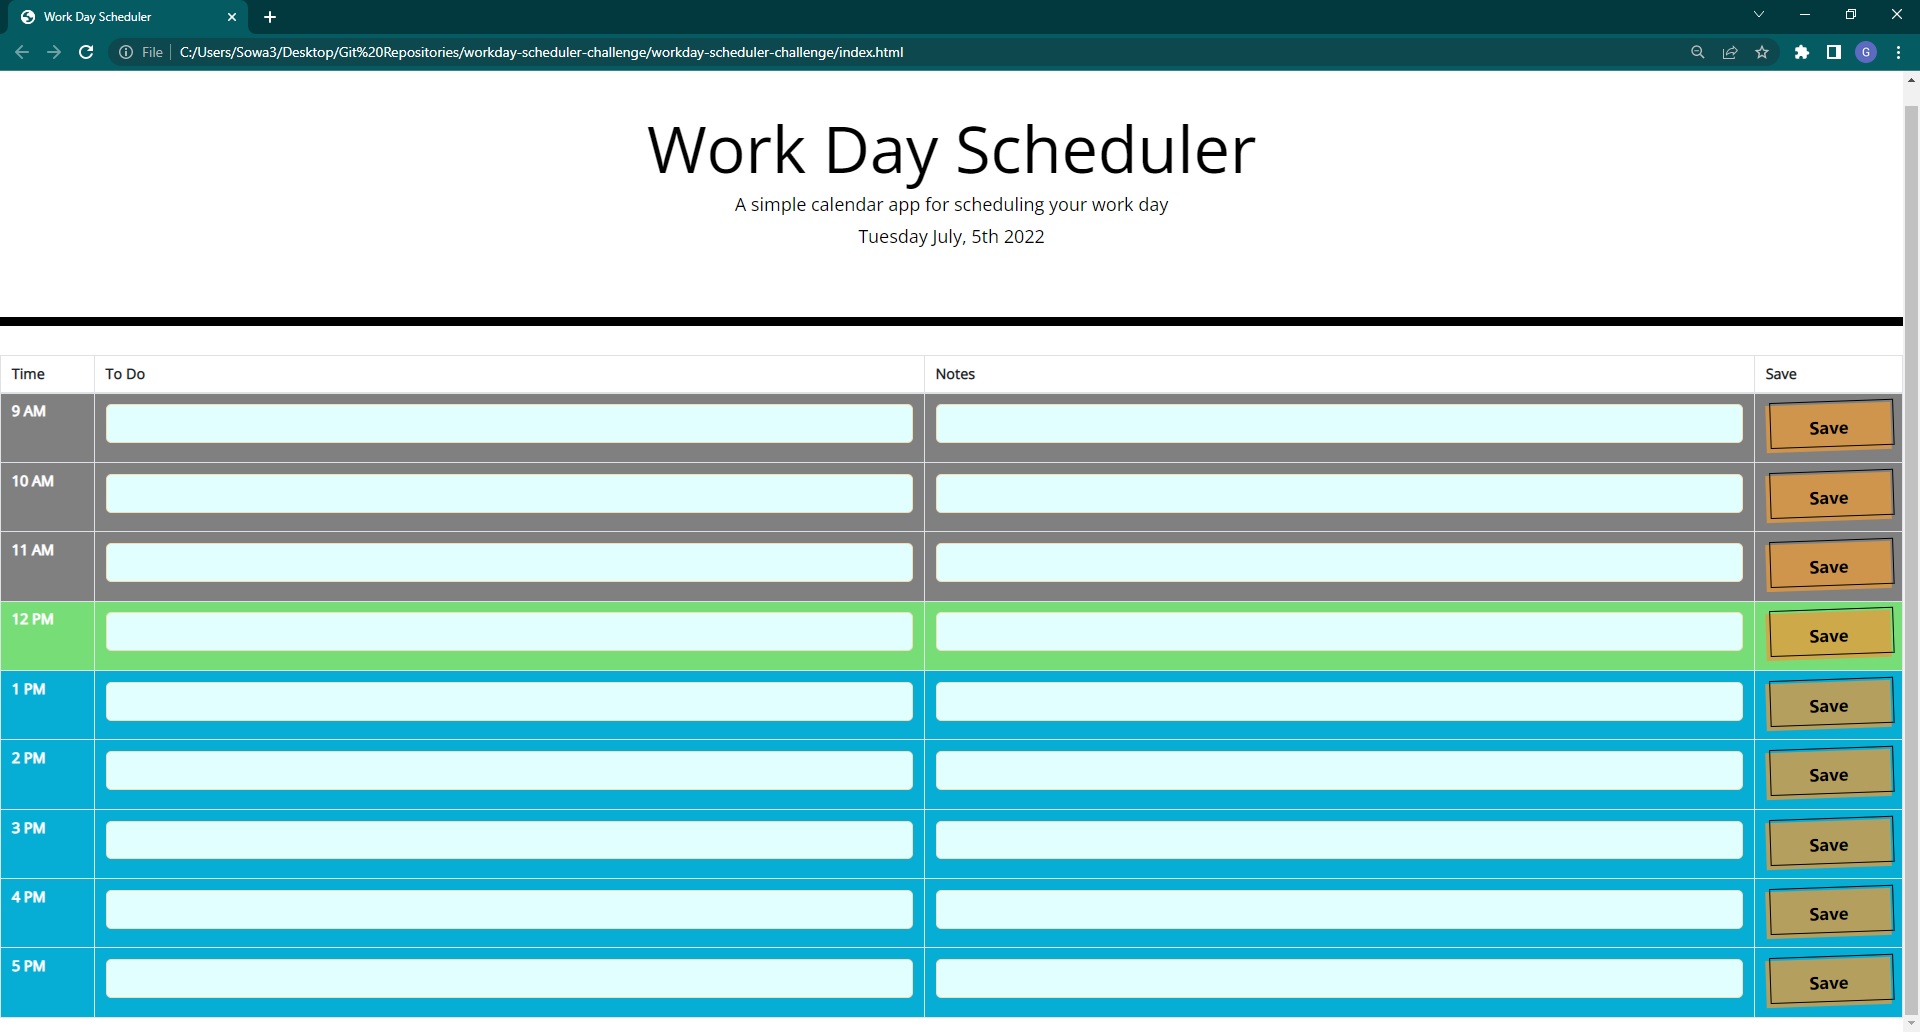 Work Day Scheduler
File C:/Users/Sowa3/Desktop/Git%20Repositories/workday-scheduler-challenge/workday-scheduler-challenge/index.html
G
Work Day Scheduler
A simple calendar app for scheduling your work day
Tuesday July, 5th 2022
Time To Do Notes Save
9 AM Save
10 AM Save
11 AM Save
12 PM Save
1 PM Save
2 PM Save
3 PM Save
4 PM Save
5 PM Save